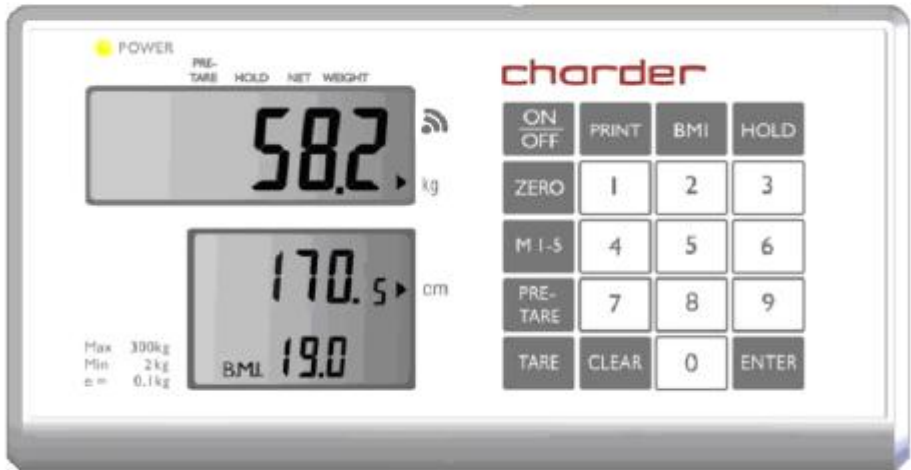 POWER
PRE-
TARE HOLD NET WEIGHT
charder
58.2
kg
170.5 cm
B.M.I. 19.0
Max 300kg
Min 2kg
e = 0.1kg
ON
OFF PRINT BMI HOLD
ZERO 1 2 3
M 1-5 4 5 6
PRE-
TARE 7 8 9
TARE CLEAR 0 ENTER